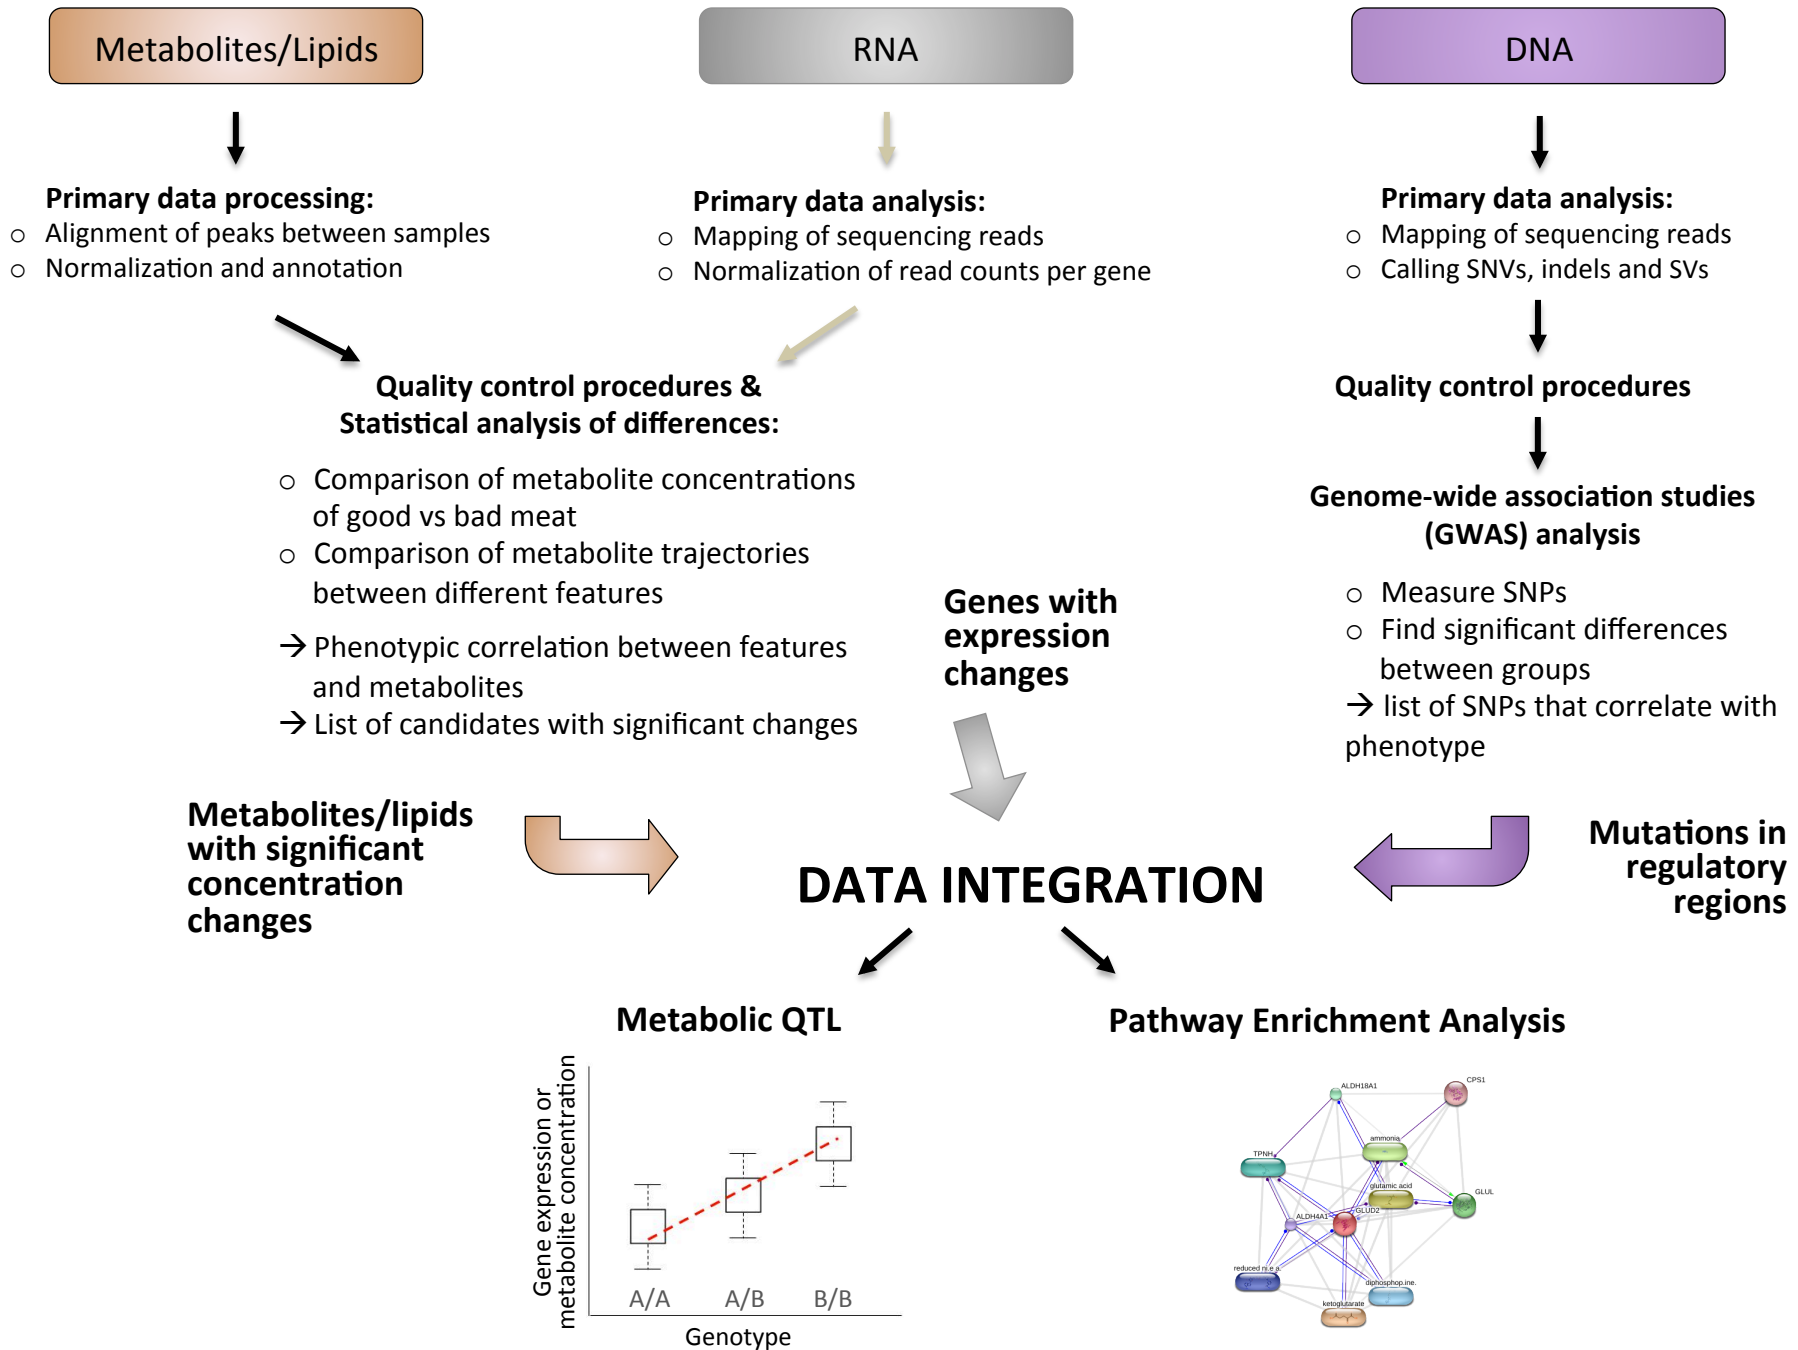 Metabolites/Lipids
RNA
DNA
Primary data processing:
o Alignment of peaks between samples
o Normalization and annotation
Primary data analysis:
o Mapping of sequencing reads
o Normalization of read counts per gene
Primary data analysis:
o Mapping of sequencing reads
o Calling SNVs, indels and SVs
Quality control procedures &
Statistical analysis of differences:
o Comparison of metabolite concentrations
of good vs bad meat
o Comparison of metabolite trajectories
between different features
→ Phenotypic correlation between features
and metabolites
→ List of candidates with significant changes
Quality control procedures
Genome-wide association studies
(GWAS) analysis
o Measure SNPs
o Find significant differences
between groups
→ list of SNPs that correlate with
phenotype
Genes with
expression
changes
Metabolites/lipids
with significant
concentration
changes
Mutations in
regulatory
regions
DATA INTEGRATION
Metabolic QTL
Gene expression or
metabolite concentration
A/A A/B B/B
Genotype
Pathway Enrichment Analysis
ALDH18A1
CPS1
ammonia
TPNH
glutamic acid
GLUL
ALDH4A1
GLUD2
reduced ni.e a.
diphosphop.ine.
ketoglutarate